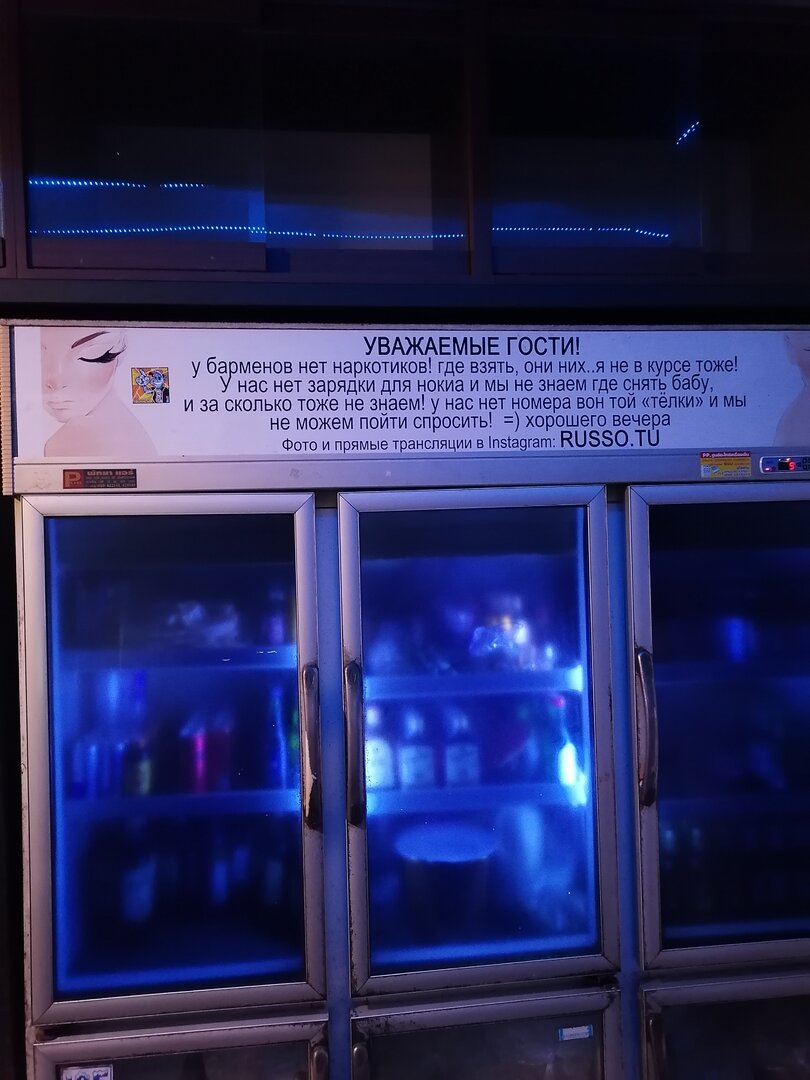 УВАЖАЕМЫЕ ГОСТИ!
у барменов нет наркотиков! где взять, они них..я не в курсе тоже!
У нас нет зарядки для нокиа и мы не знаем где снять бабу,
и за сколько тоже не знаем! у нас нет номера вон той «тёлки» и мы
не можем пойти спросить! =) хорошего вечера
Фото и прямые трансляции в Instagram: RUSSO.TU